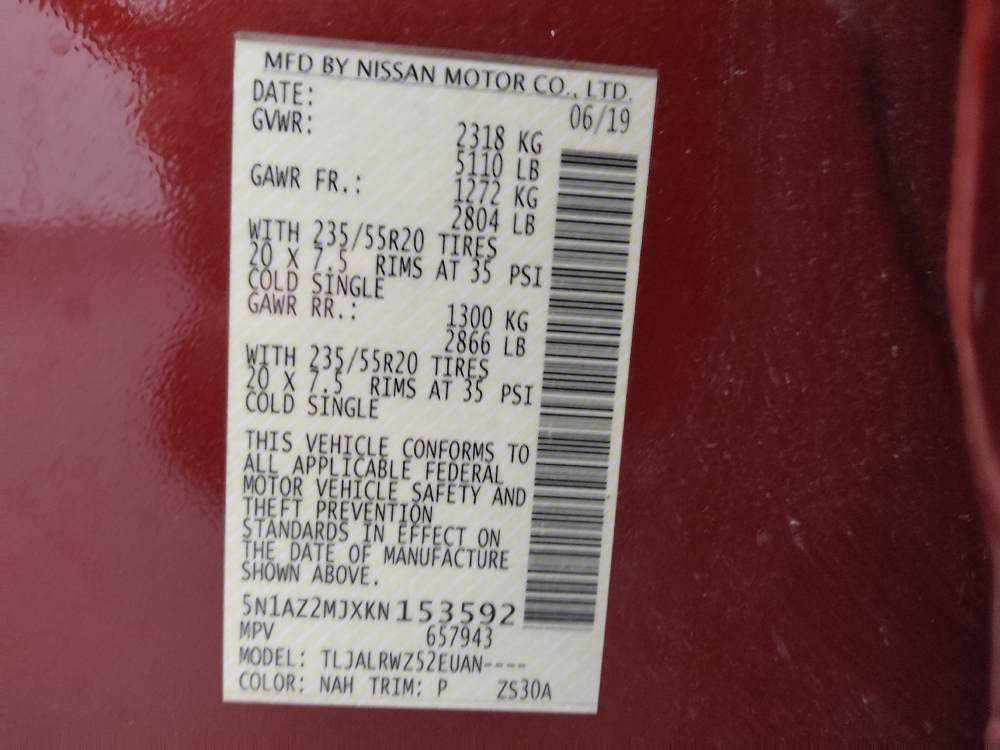 MFD BY NISSAN MOTOR CO., LTD.
DATE: 06/19
GVWR: 2318 KG
5110 LB
GAWR FR.: 1272 KG
2804 LB
WITH 235/55R20 TIRES
20 X 7.5 RIMS AT 35 PSI
COLD SINGLE
GAWR RR.: 1300 KG
2866 LB
WITH 235/55R20 TIRES
20 X 7.5 RIMS AT 35 PSI
COLD SINGLE
THIS VEHICLE CONFORMS TO
ALL APPLICABLE FEDERAL
MOTOR VEHICLE SAFETY AND
THEFT PREVENTION
STANDARDS IN EFFECT ON
THE DATE OF MANUFACTURE
SHOWN ABOVE.
5N1AZ2MJXKN153592
MPV 657943
MODEL: TLJALRWZ52EUAN----
COLOR: NAH TRIM: P ZS30A